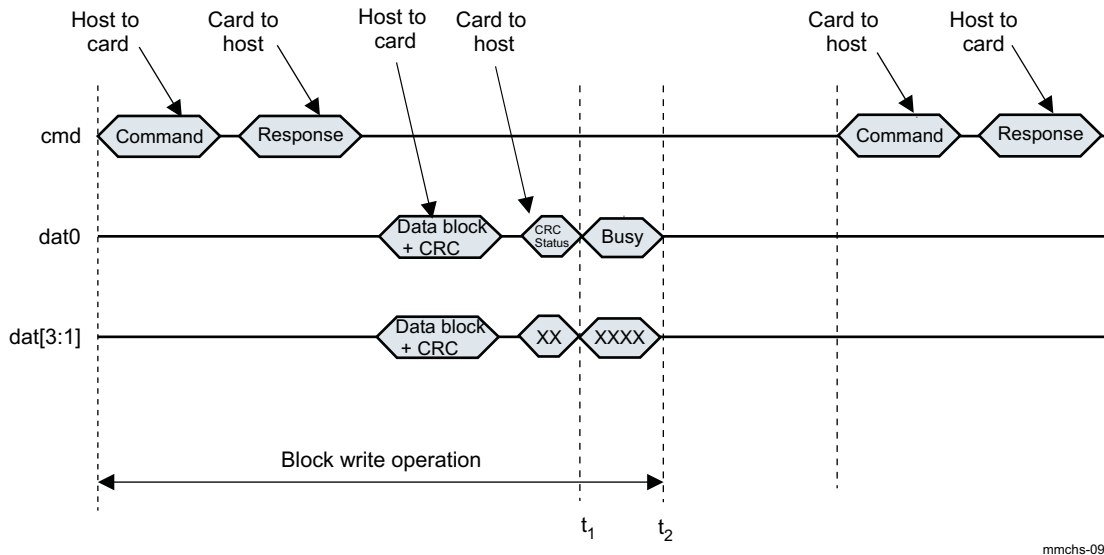 Host to
card
Card to
host
Host to
card
Card to
host
Card to
host
Host to
card
cmd
Command
Response
Command
Response
dat0
Data block
+ CRC
CRC
Status
Busy
dat[3:1]
Data block
+ CRC
XX
XXXX
Block write operation
t1
t2
mmchs-09